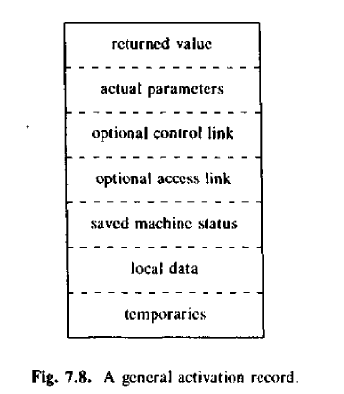 returned value
actual parameters
optional control link
optional access link
saved machine status
local data
temporaries
Fig. 7.8. A general activation record.